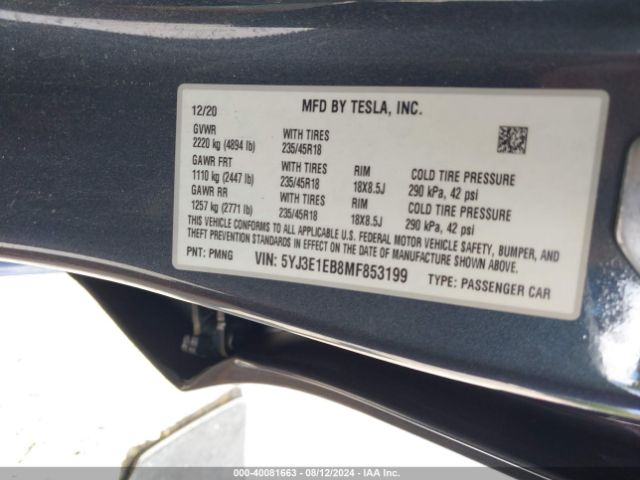 12/20
MFD BY TESLA, INC.
GVWR
2220 kg (4894 lb)
WITH TIRES
235/45R18
GAWR FRT
1110 kg (2447 lb)
WITH TIRES
235/45R18
RIM
18X8.5J
COLD TIRE PRESSURE
290 kPa, 42 psi
GAWR RR
1257 kg (2771 lb)
WITH TIRES
235/45R18
RIM
18X8.5J
COLD TIRE PRESSURE
290 kPa, 42 psi
THIS VEHICLE CONFORMS TO ALL APPLICABLE U.S. FEDERAL MOTOR VEHICLE SAFETY, BUMPER, AND
THEFT PREVENTION STANDARDS IN EFFECT ON THE DATE OF MANUFACTURE SHOWN ABOVE.
PNT: PMNG
VIN: 5YJ3E1EB8MF853199
TYPE: PASSENGER CAR
000-40081663 - 08/12/2024 - IAAI.COM